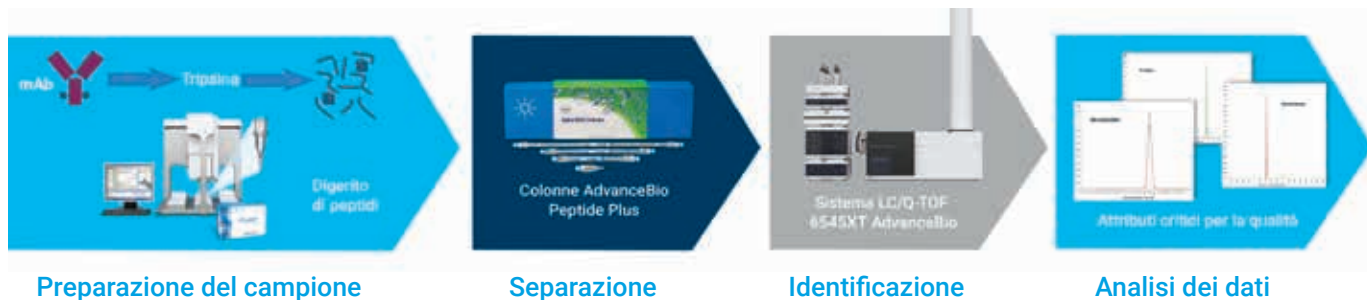 mAb
Tripsina
Digerito
di peptidi
Preparazione del campione
Colonne AdvanceBio
Peptide Plus
Separazione
Sistema LC/Q-TOF
6545XT AdvanceBio
Identificazione
Attributi critici per la qualità
Analisi dei dati